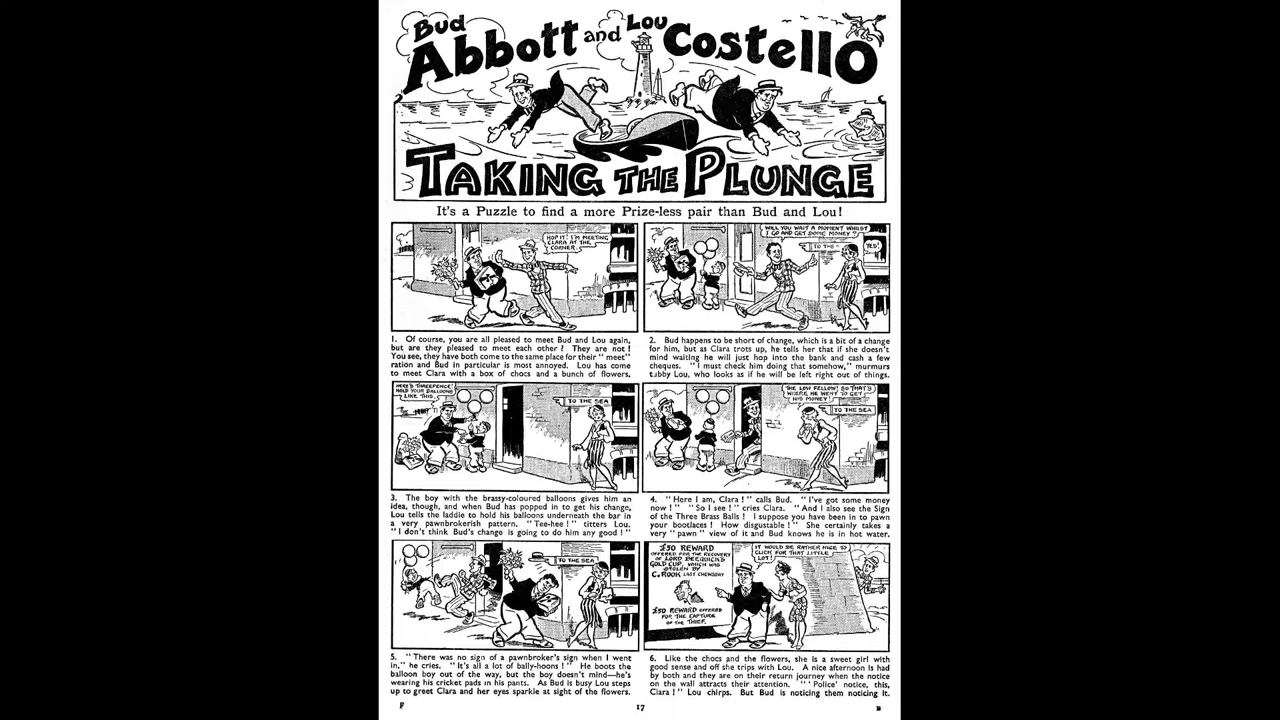 Bud
Abbott and Lou
Costello
TAKING THE PLUNGE
It's a Puzzle to find a more Prize-less pair than Bud and Lou!
HOP IT! I'M MEETING
CLARA AT THE
CORNER.
WILL YOU WAIT A MOMENT WHILST
I GO AND GET SOME MONEY?
TO THE
YES!
1. Of course, you are all pleased to meet Bud and Lou again,
but are they pleased to meet each other? They are not!
You see, they have both come to the same place for their "meet"
ration and Bud in particular is most annoyed. Lou has come
to meet Clara with a box of chocs and a bunch of flowers.
2. Bud happens to be short of change, which is a bit of a change
for him, but as Clara trots up, he tells her that if she doesn't
mind waiting he will just hop into the bank and cash a few
cheques. "I must check him doing that somehow," murmurs
tubby Lou, who looks as if he will be left right out of things.
HERE'S THREEPENCE!
HOLD YOUR BALLOONS
LIKE THIS.
TO THE SEA
THE LOW FELLOW! SO THAT'S
WHERE HE WENT TO GET
HIS MONEY!
TO THE SEA
3. The boy with the brassy-coloured balloons gives him an
idea, though, and when Bud has popped in to get his change,
Lou tells the laddie to hold his balloons underneath the bar in
a very pawnbrokerish pattern. "Tee-hee!" titters Lou.
"I don't think Bud's change is going to do him any good!"
4. "Here I am, Clara!" calls Bud. "I've got some money
now!" "So I see!" cries Clara. "And I also see the Sign
of the Three Brass Balls! I suppose you have been in to pawn
your bootlaces! How disgustable!" She certainly takes a
very "pawn" view of it and Bud knows he is in hot water.
TO THE SEA
£50 REWARD
OFFERED FOR THE RECOVERY
OF LORD BEEQUICK'S
GOLD CUP, WHICH WAS
STOLEN BY
C. ROOK LAST CHEWSDAY
£50 REWARD OFFERED
FOR THE CAPTURE
OF THE THIEF.
IT WOULD BE RATHER NICE TO
CLICK FOR THAT LITTLE
LOT!
5. "There was no sign of a pawnbroker's sign when I went
in," he cries. "It's all a lot of bally-hoons!" He boots the
balloon boy out of the way, but the boy doesn't mind—he's
wearing his cricket pads in his pants. As Bud is busy Lou steps
up to greet Clara and her eyes sparkle at sight of the flowers.
6. Like the chocs and the flowers, she is a sweet girl with
good sense and off she trips with Lou. A nice afternoon is had
by both and they are on their return journey when the notice
on the wall attracts their attention. "'Police' notice, this,
Clara!" Lou chirps. But Bud is noticing them noticing it.
F
17
B